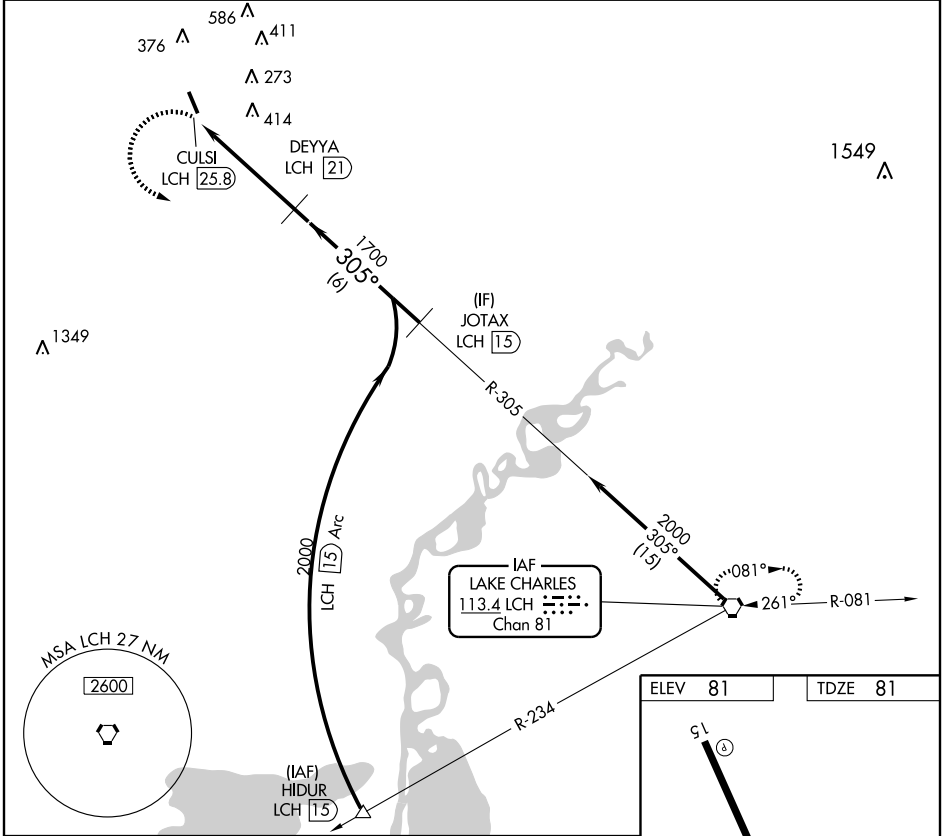 586
411
376
273
414
CULSI
LCH 25.8
DEYYA
LCH 21
1549
1700
305°
(6)
(IF)
JOTAX
LCH 15
1349
R-305
2000
LCH 15 Arc
2000
305°
(15)
IAF
LAKE CHARLES
113.4 LCH
Chan 81
081°
261°
R-081
MSA LCH 27 NM
2600
R-234
(IAF)
HIDUR
LCH 15
ELEV 81
TDZE 81
15
P